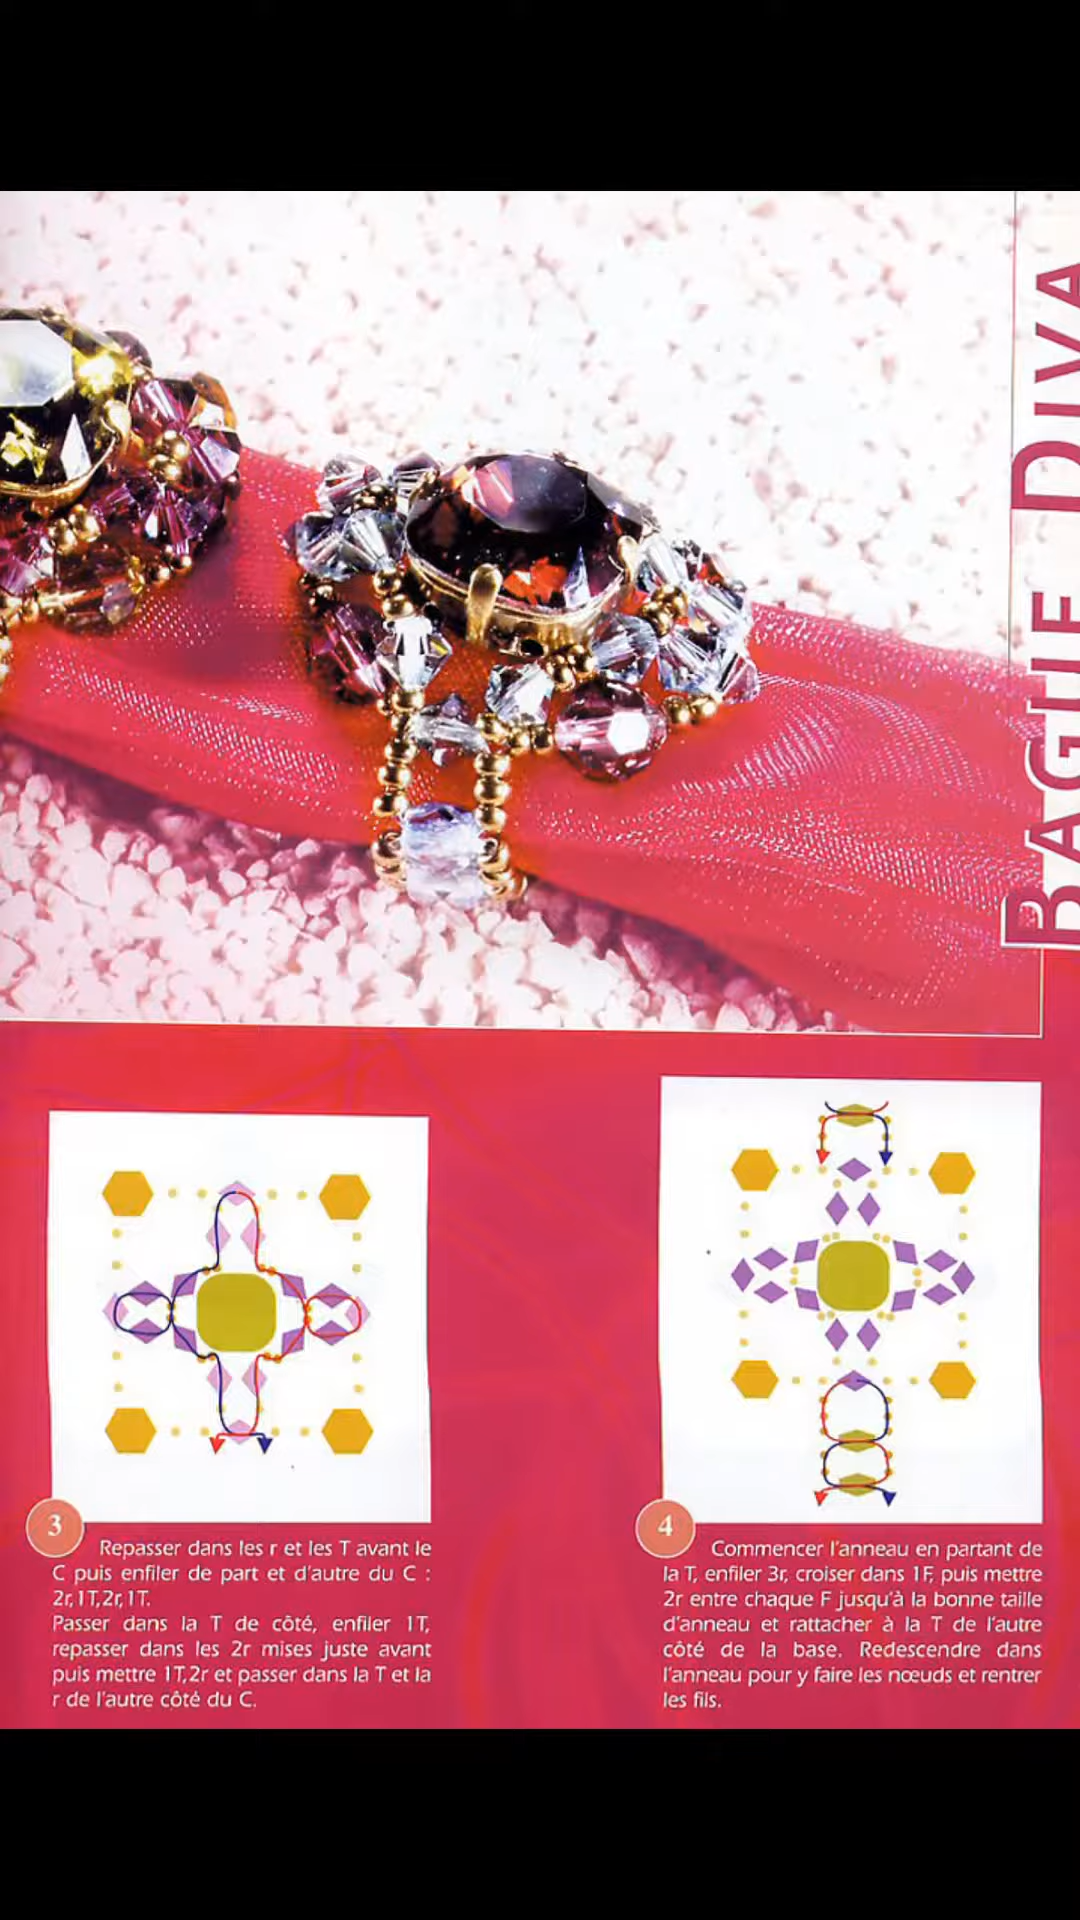 BAGUE DIVA
3
Repasser dans les r et les T avant le
C puis enfiler de part et d'autre du C :
2r, 1T, 2r, 1T.
Passer dans la T de côté, enfiler 1T,
repasser dans les 2r mises juste avant
puis mettre 1T, 2r et passer dans la T et la
r de l'autre côté du C.
4
Commencer l'anneau en partant de
la T, enfiler 3r, croiser dans 1F, puis mettre
2r entre chaque F jusqu'à la bonne taille
d'anneau et rattacher à la T de l'autre
côté de la base. Redescendre dans
l'anneau pour y faire les nœuds et rentrer
les fils.